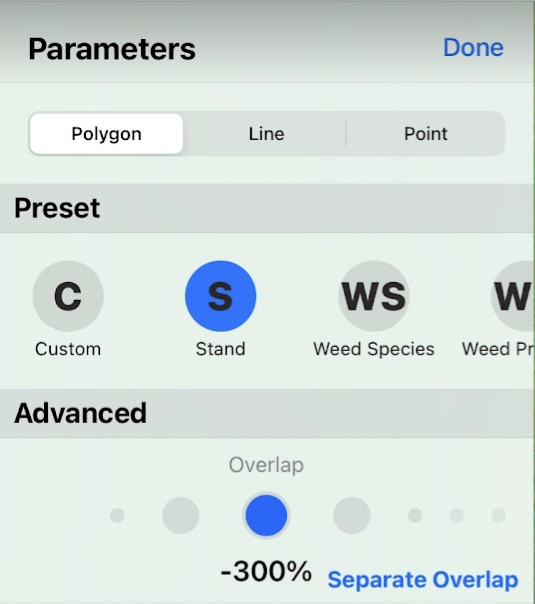 Parameters Done
Polygon Line Point
Preset
C S WS W
Custom Stand Weed Species Weed Pr
Advanced
Overlap
-300% Separate Overlap